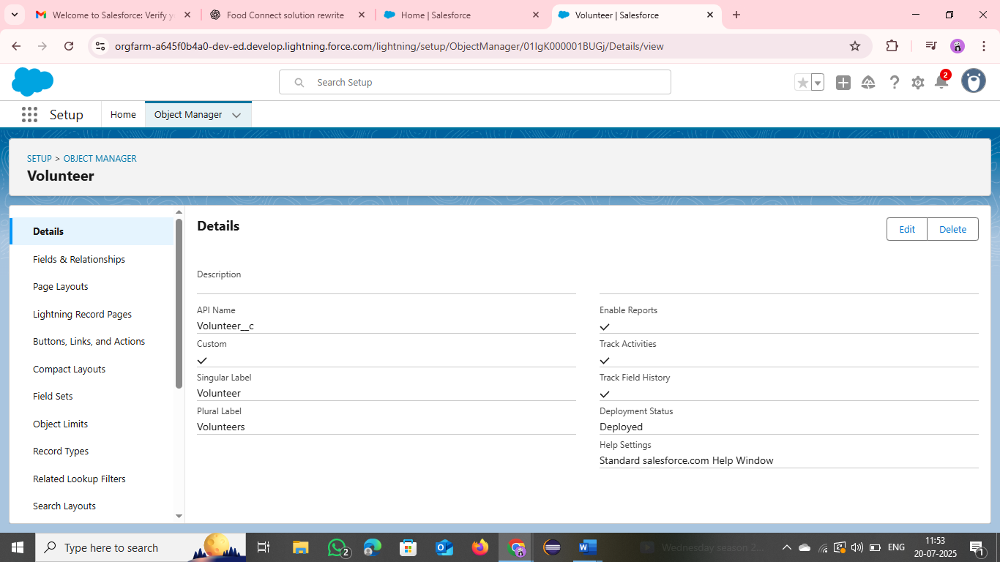 Welcome to Salesforce: Verify y
Food Connect solution rewrite
Home | Salesforce
Volunteer | Salesforce
orgfarm-a645f0b4a0-dev-ed.develop.lightning.force.com/lightning/setup/ObjectManager/01IgK000001BUGj/Details/view
Search Setup
2
Setup
Home
Object Manager
SETUP > OBJECT MANAGER
Volunteer
Details
Fields & Relationships
Page Layouts
Lightning Record Pages
Buttons, Links, and Actions
Compact Layouts
Field Sets
Object Limits
Record Types
Related Lookup Filters
Search Layouts
Details
Edit
Delete
Description
API Name
Volunteer__c
Custom
Singular Label
Volunteer
Plural Label
Volunteers
Enable Reports
Track Activities
Track Field History
Deployment Status
Deployed
Help Settings
Standard salesforce.com Help Window
Type here to search
2
Wednesday season 2...
ENG
11:53
20-07-2025
1